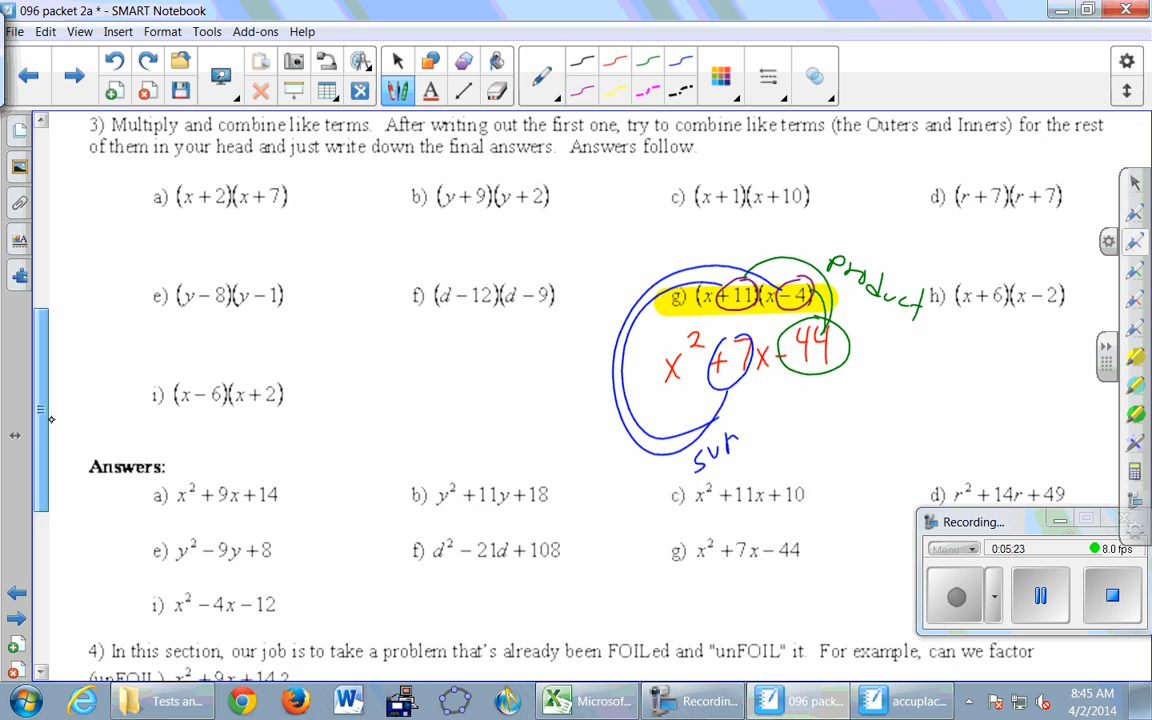 096 packet 2a * - SMART Notebook
File Edit View Insert Format Tools Add-ons Help
3) Multiply and combine like terms. After writing out the first one, try to combine like terms (the Outers and Inners) for the rest
of them in your head and just write down the final answers. Answers follow.
a) (x + 2)(x + 7) b) (y + 9)(y + 2) c) (x + 1)(x + 10) d) (r + 7)(r + 7)
product
e) (y − 8)(y − 1) f) (d − 12)(d − 9) g) (x + 11)(x − 4) h) (x + 6)(x − 2)
x² + 7x − 44
i) (x − 6)(x + 2)
Answers:
a) x² + 9x + 14 b) y² + 11y + 18 c) x² + 11x + 10 d) r² + 14r + 49
e) y² − 9y + 8 f) d² − 21d + 108 g) x² + 7x − 44
i) x² − 4x − 12
4) In this section, our job is to take a problem that's already been FOILed and "unFOIL" it. For example, can we factor
(unFOIL) x² + 9x + 14 ?
Recording...
Menu 0:05:23 8.0 fps
Tests an... Microsof... Recordin... 096 pack... accuplac...
8:45 AM
4/2/2014